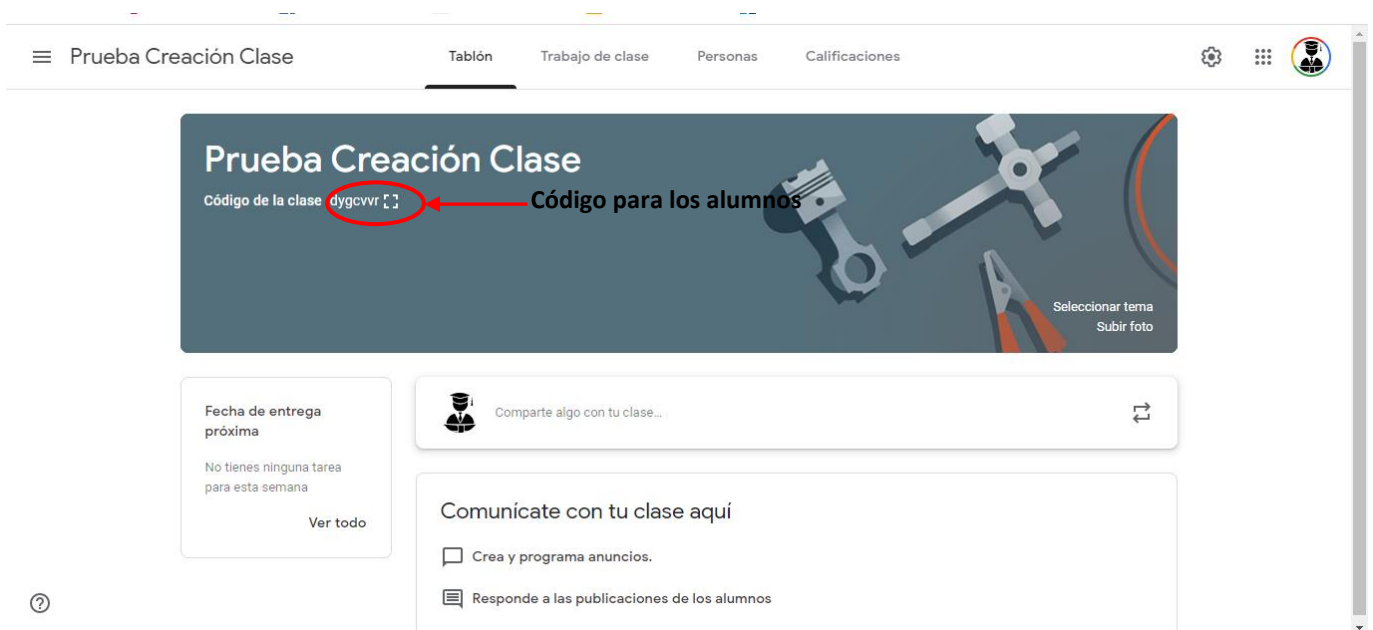 Prueba Creación Clase
Tablón
Trabajo de clase
Personas
Calificaciones
Prueba Creación Clase
Código de la clase dygcvvr
Código para los alumnos
Seleccionar tema
Subir foto
Fecha de entrega
próxima
No tienes ninguna tarea
para esta semana
Ver todo
Comparte algo con tu clase...
Comunícate con tu clase aquí
Crea y programa anuncios.
Responde a las publicaciones de los alumnos